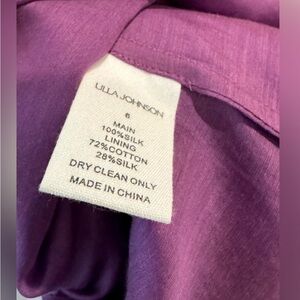 ULLA JOHNSON
6
MAIN
100%SILK
LINING
72%COTTON
28%SILK
DRY CLEAN ONLY
MADE IN CHINA